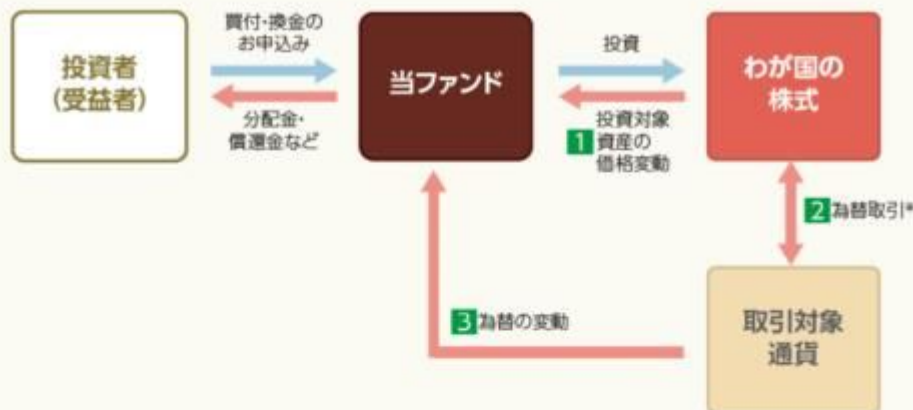 買付・換金の
お申込み
投資者
(受益者)
分配金・
償還金など
当ファンド
投資
1 投資対象
資産の
価格変動
わが国の
株式
2 為替取引*
3 為替の変動
取引対象
通貨